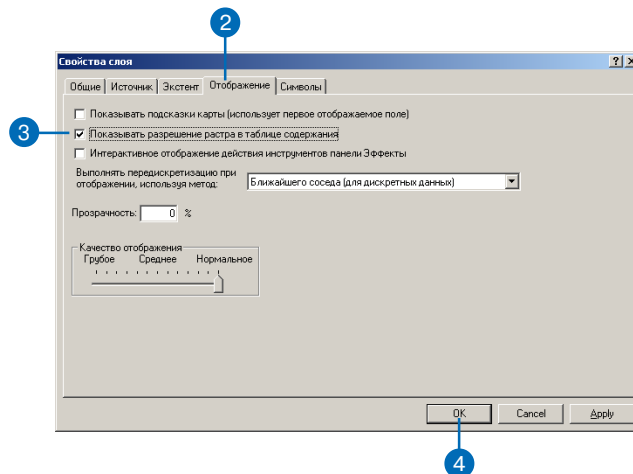 2
Свойства слоя
Общие Источник Экстент Отображение Символы
Показывать подсказки карты (использует первое отображаемое поле)
3
Показывать разрешение растра в таблице содержания
Интерактивное отображение действия инструментов панели Эффекты
Выполнять передискретизацию при
отображении, используя метод:
Ближайшего соседа (для дискретных данных)
Прозрачность: 0 %
Качество отображения
Грубое Среднее Нормальное
OK Cancel Apply
4